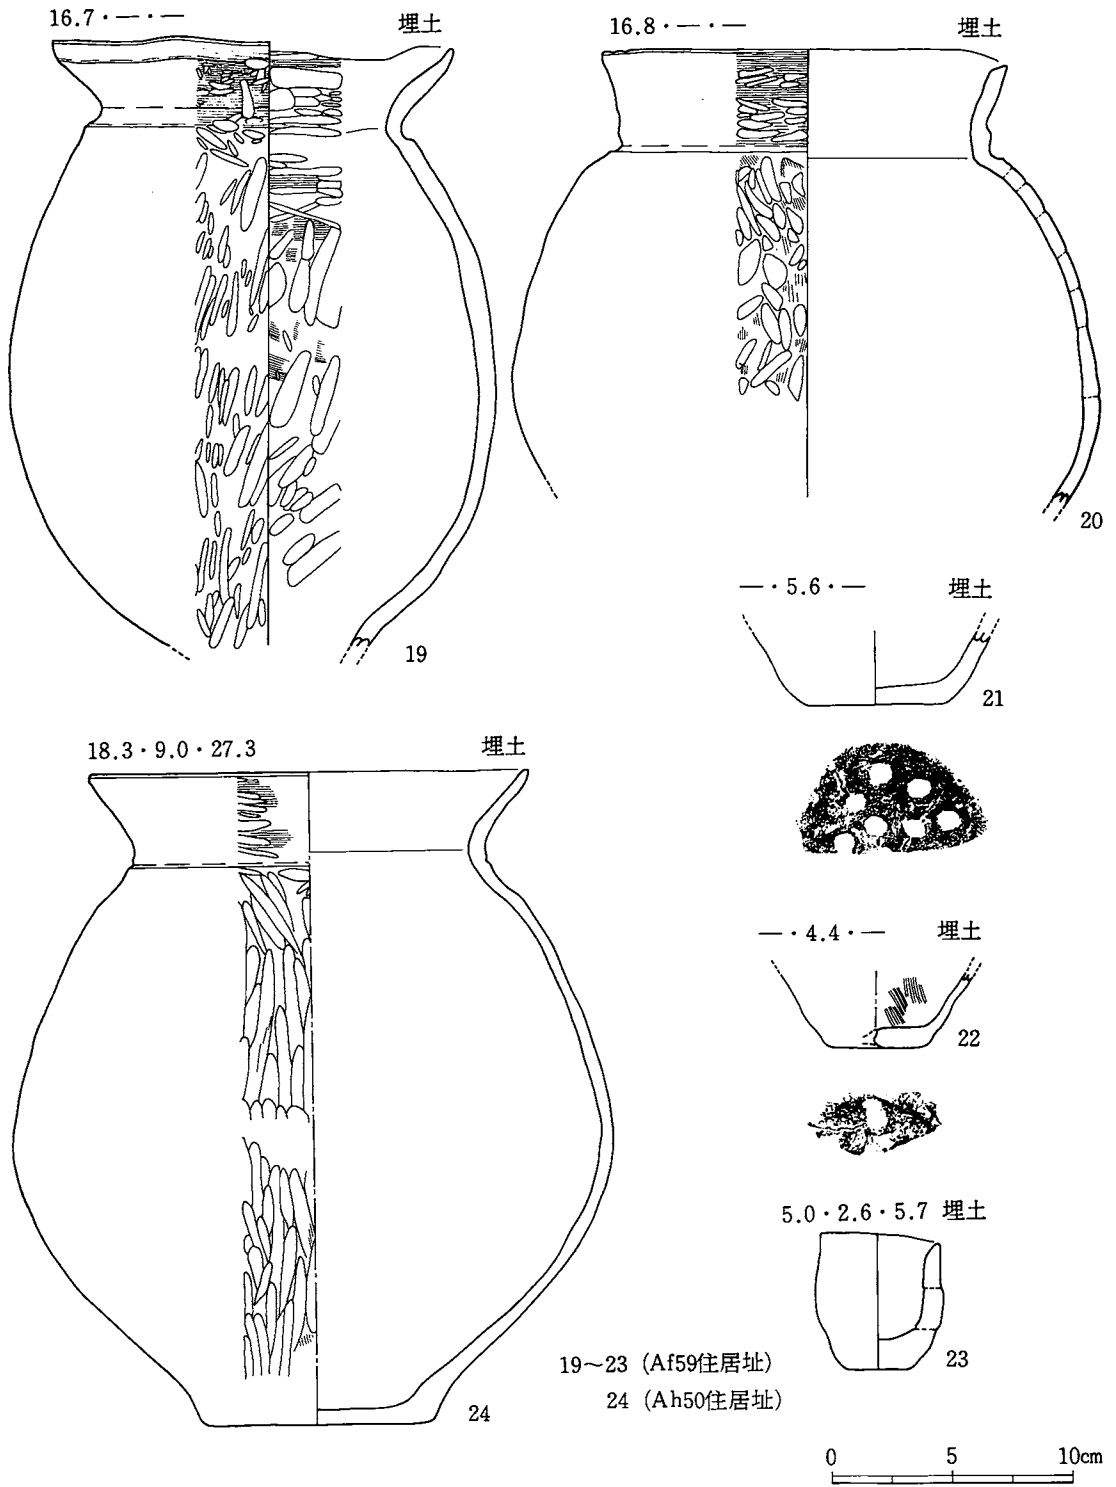 16.7・—・— 埋土
19
16.8・—・— 埋土
20
—・5.6・— 埋土
21
18.3・9.0・27.3 埋土
24
—・4.4・— 埋土
22
5.0・2.6・5.7 埋土
23
19～23 (Af59住居址)
24 (Ah50住居址)
0 5 10cm